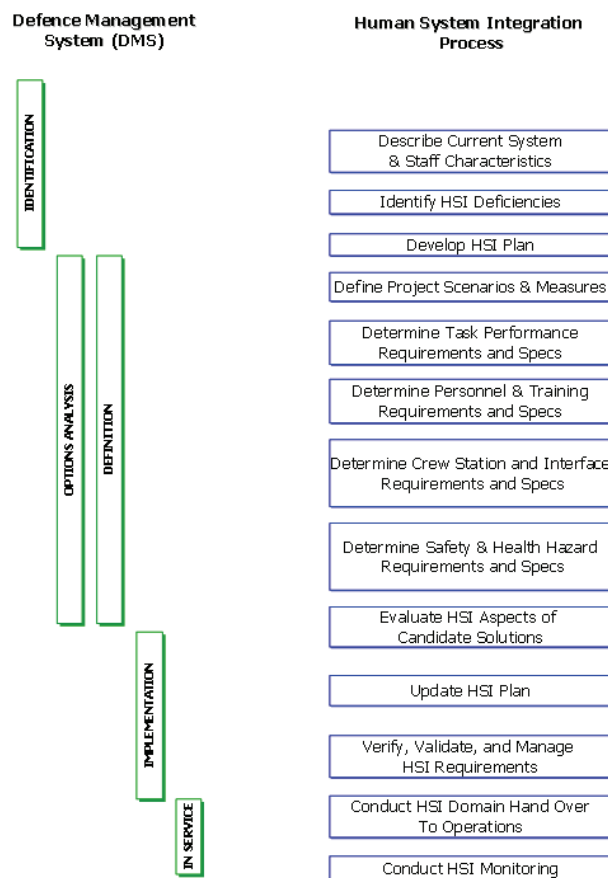 Defence Management
System (DMS)
Human System Integration
Process
IDENTIFICATION
OPTIONS ANALYSIS
DEFINITION
IMPLEMENTATION
IN SERVICE
Describe Current System
& Staff Characteristics
Identify HSI Deficiencies
Develop HSI Plan
Define Project Scenarios & Measures
Determine Task Performance
Requirements and Specs
Determine Personnel & Training
Requirements and Specs
Determine Crew Station and Interface
Requirements and Specs
Determine Safety & Health Hazard
Requirements and Specs
Evaluate HSI Aspects of
Candidate Solutions
Update HSI Plan
Verify, Validate, and Manage
HSI Requirements
Conduct HSI Domain Hand Over
To Operations
Conduct HSI Monitoring